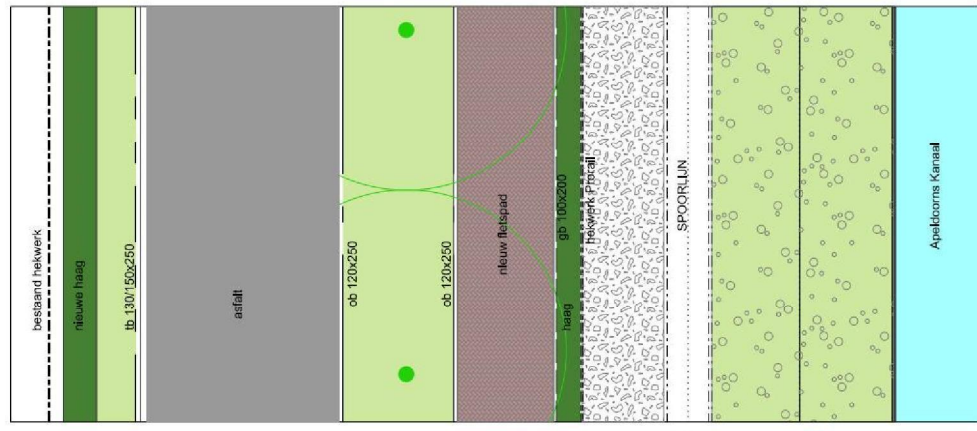 bestaand hekwerk
nieuwe haag
tb 130/150x250
asfalt
ob 120x250
ob 120x250
nieuw fietspad
haag
gb 100x200
hekwerk Prorail
SPOORLIJN
Apeldoorns Kanaal